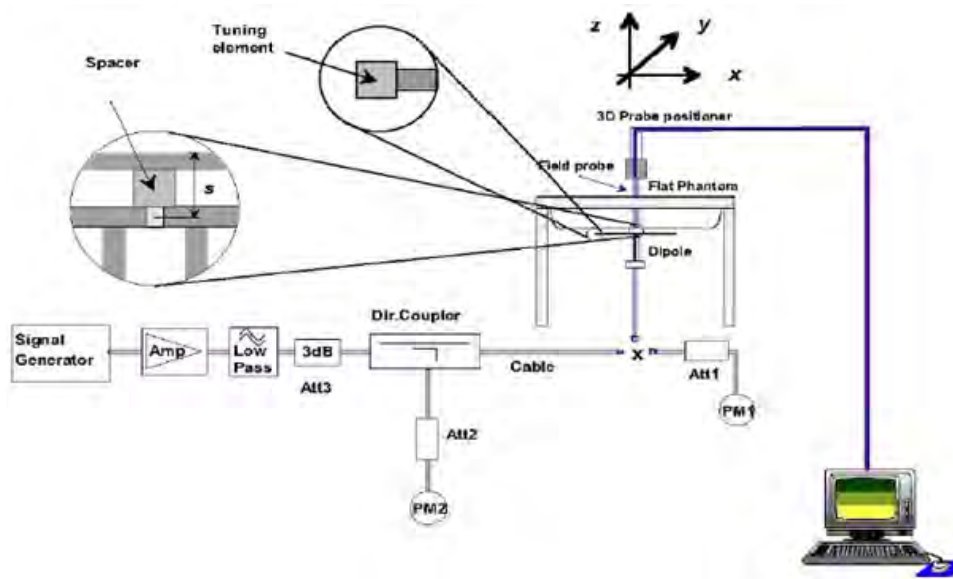 Tuning
element
Spacer
s
z
y
x
3D Probe positioner
Field probe
Flat Phantom
Dipole
Signal
Generator
Amp
Low
Pass
3dB
Att3
Dir.Coupler
Cable
x
Att1
PM1
Att2
PM2